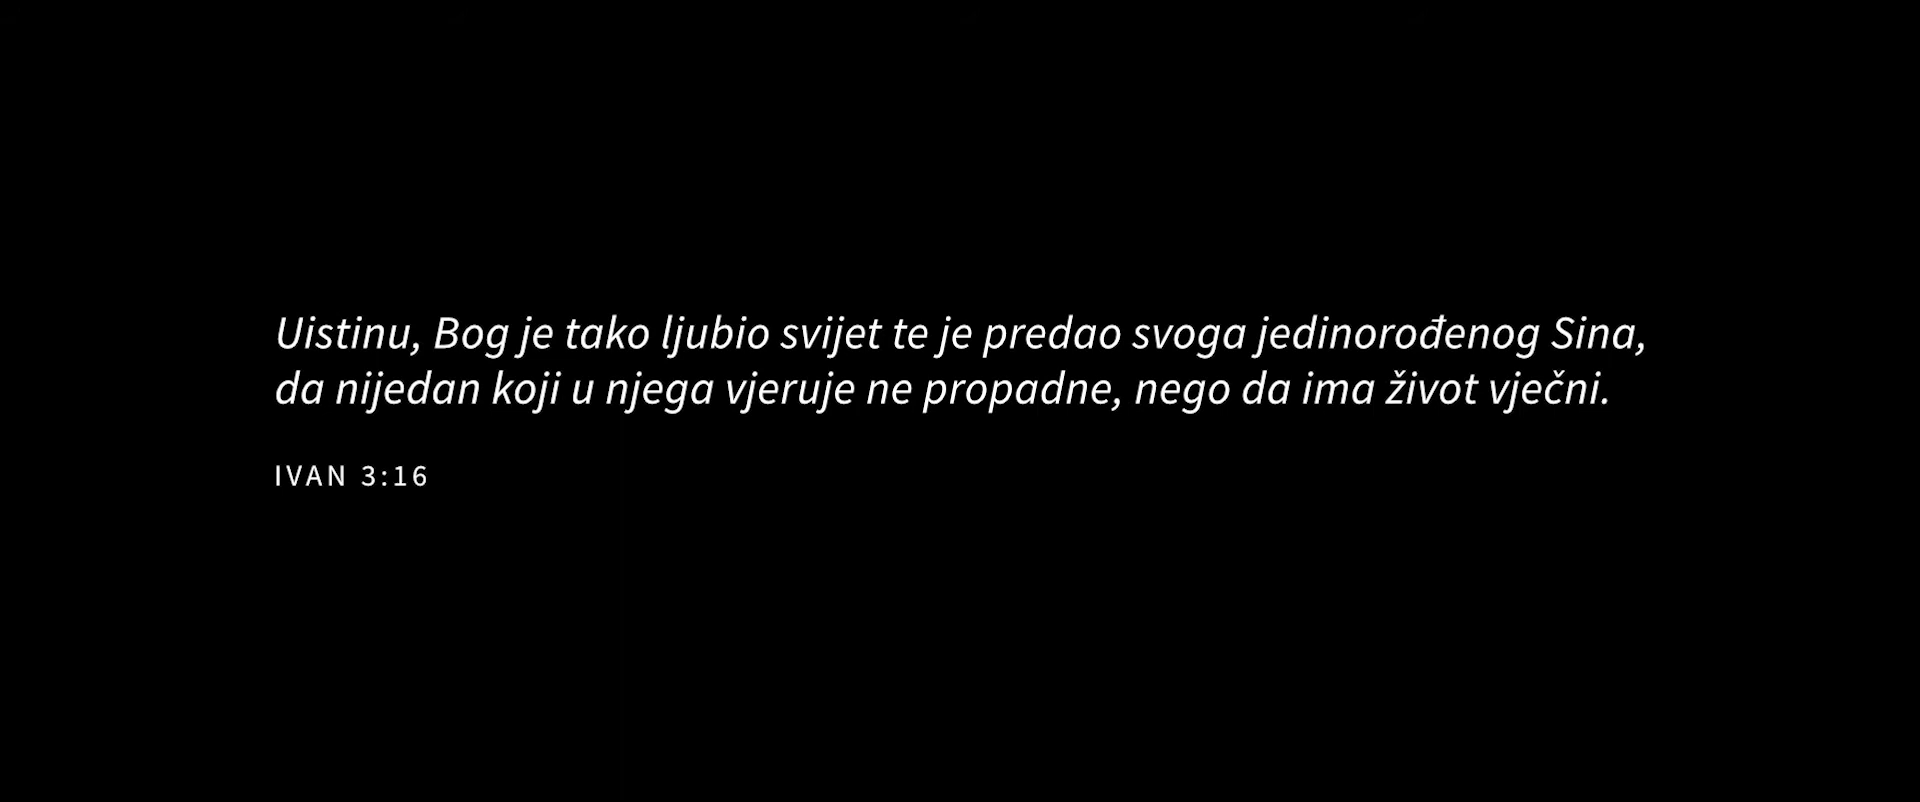 Uistinu, Bog je tako ljubio svijet te je predao svoga jedinorođenog Sina,
da nijedan koji u njega vjeruje ne propadne, nego da ima život vječni.
IVAN 3:16